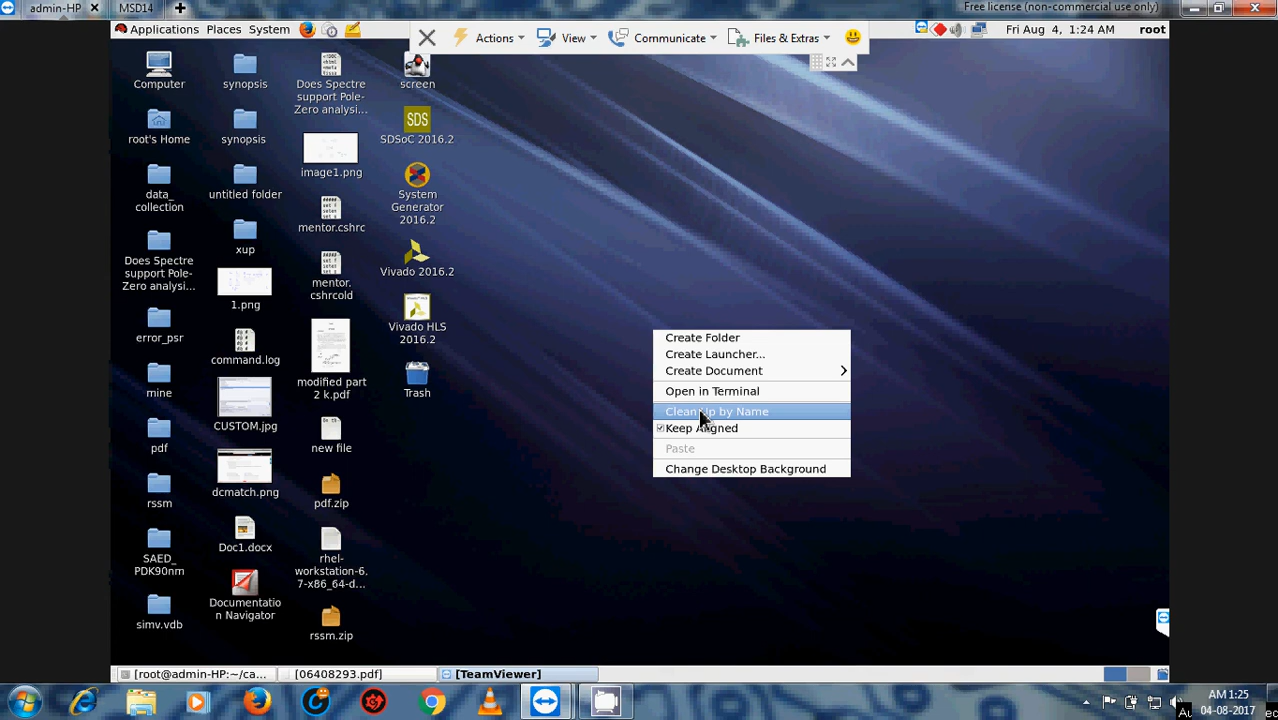 admin-HP
MSD14
Free license (non-commercial use only)
Applications Places System
Actions
View
Communicate
Files & Extras
Fri Aug 4, 1:24 AM
root
Computer
root's Home
data_
collection
Does Spectre
support Pole-
Zero analysi...
error_psr
mine
pdf
rssm
SAED_
PDK90nm
simv.vdb
synopsis
synopsis
untitled folder
xup
1.png
command.log
CUSTOM.jpg
dcmatch.png
Doc1.docx
Documentatio
n Navigator
Does Spectre
support Pole-
Zero analysi...
image1.png
mentor.cshrc
mentor.
cshrcold
modified part
2 k.pdf
new file
pdf.zip
rhel-
workstation-6.
7-x86_64-d...
rssm.zip
screen
SDS
SDSoC 2016.2
System
Generator
2016.2
Vivado 2016.2
Vivado HLS
2016.2
Trash
Create Folder
Create Launcher...
Create Document
Open in Terminal
Clean Up by Name
Keep Aligned
Paste
Change Desktop Background
[root@admin-HP:~/ca...
(06408293.pdf]
[TeamViewer]
AM 1:25
04-08-2017